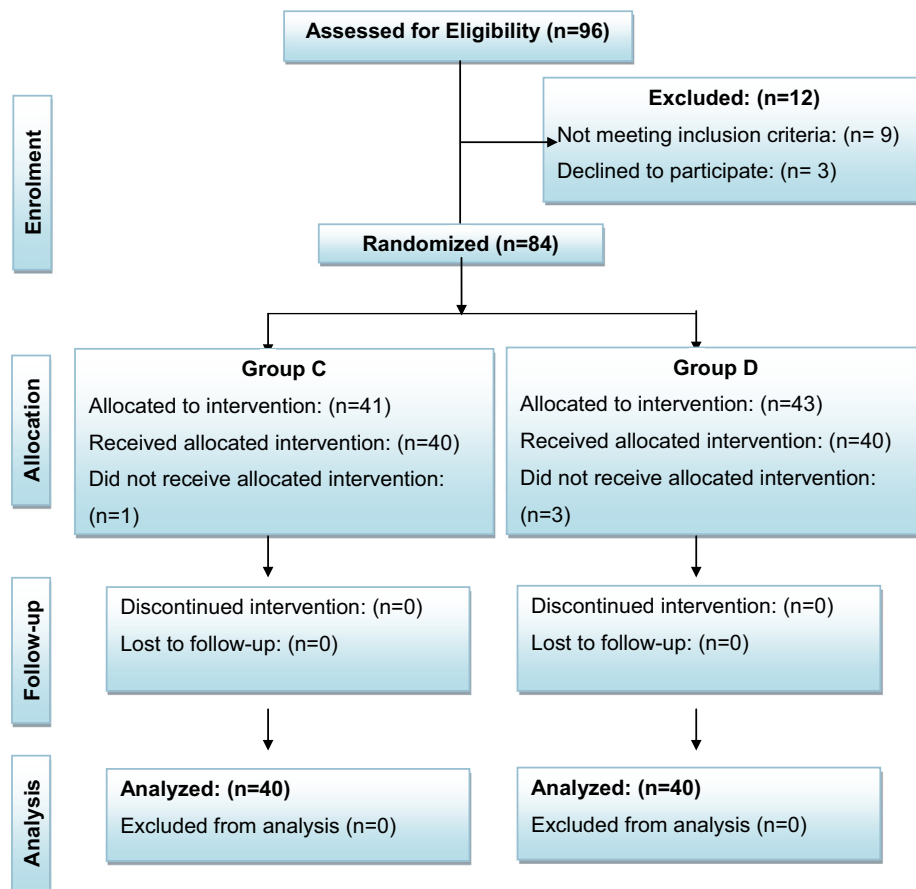 Assessed for Eligibility (n=96)
Enrolment
Excluded: (n=12)
Not meeting inclusion criteria: (n= 9)
Declined to participate: (n= 3)
Randomized (n=84)
Allocation
Group C
Allocated to intervention: (n=41)
Received allocated intervention: (n=40)
Did not receive allocated intervention:
(n=1)
Group D
Allocated to intervention: (n=43)
Received allocated intervention: (n=40)
Did not receive allocated intervention:
(n=3)
Follow-up
Discontinued intervention: (n=0)
Lost to follow-up: (n=0)
Discontinued intervention: (n=0)
Lost to follow-up: (n=0)
Analysis
Analyzed: (n=40)
Excluded from analysis (n=0)
Analyzed: (n=40)
Excluded from analysis (n=0)